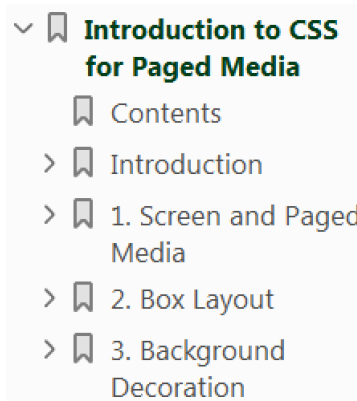 Introduction to CSS
for Paged Media
Contents
Introduction
1. Screen and Paged
Media
2. Box Layout
3. Background
Decoration